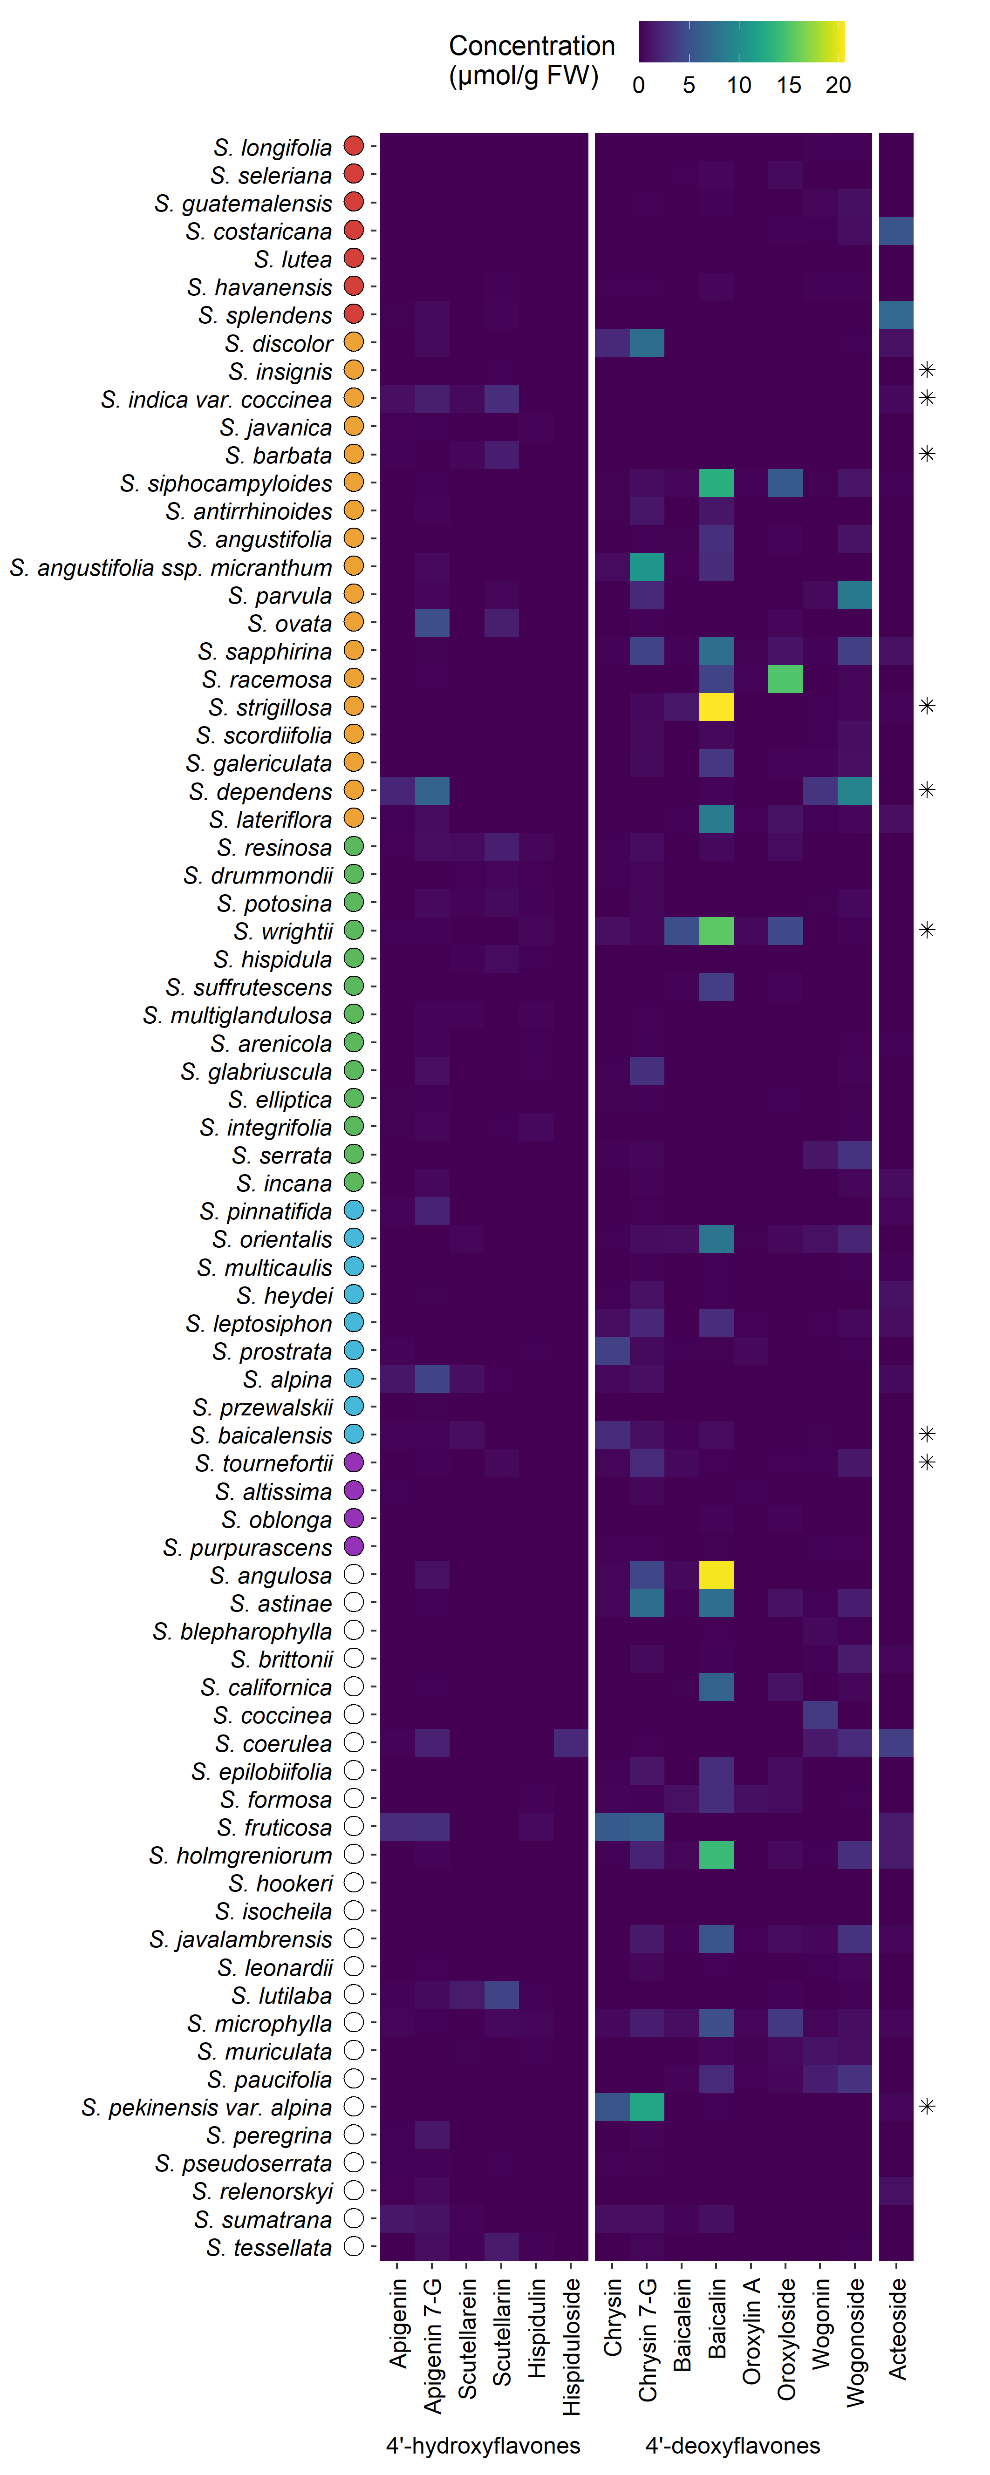 Concentration
(μmol/g FW)
0 5 10 15 20
S. longifolia
S. seleriana
S. guatemalensis
S. costaricana
S. lutea
S. havanensis
S. splendens
S. discolor
S. insignis
S. indica var. coccinea
S. javanica
S. barbata
S. siphocampyloides
S. antirrhinoides
S. angustifolia
S. angustifolia ssp. micranthum
S. parvula
S. ovata
S. sapphirina
S. racemosa
S. strigillosa
S. scordiifolia
S. galericulata
S. dependens
S. lateriflora
S. resinosa
S. drummondii
S. potosina
S. wrightii
S. hispidula
S. suffrutescens
S. multiglandulosa
S. arenicola
S. glabriuscula
S. elliptica
S. integrifolia
S. serrata
S. incana
S. pinnatifida
S. orientalis
S. multicaulis
S. heydei
S. leptosiphon
S. prostrata
S. alpina
S. przewalskii
S. baicalensis
S. tournefortii
S. altissima
S. oblonga
S. purpurascens
S. angulosa
S. astinae
S. blepharophylla
S. brittonii
S. californica
S. coccinea
S. coerulea
S. epilobiifolia
S. formosa
S. fruticosa
S. holmgreniorum
S. hookeri
S. isocheila
S. javalambrensis
S. leonardii
S. lutilaba
S. microphylla
S. muriculata
S. paucifolia
S. pekinensis var. alpina
S. peregrina
S. pseudoserrata
S. relenorskyi
S. sumatrana
S. tessellata
Apigenin
Apigenin 7-G
Scutellarein
Scutellarin
Hispidulin
Hispiduloside
Chrysin
Chrysin 7-G
Baicalein
Baicalin
Oroxylin A
Oroxyloside
Wogonin
Wogonoside
Acteoside
4'-hydroxyflavones
4'-deoxyflavones